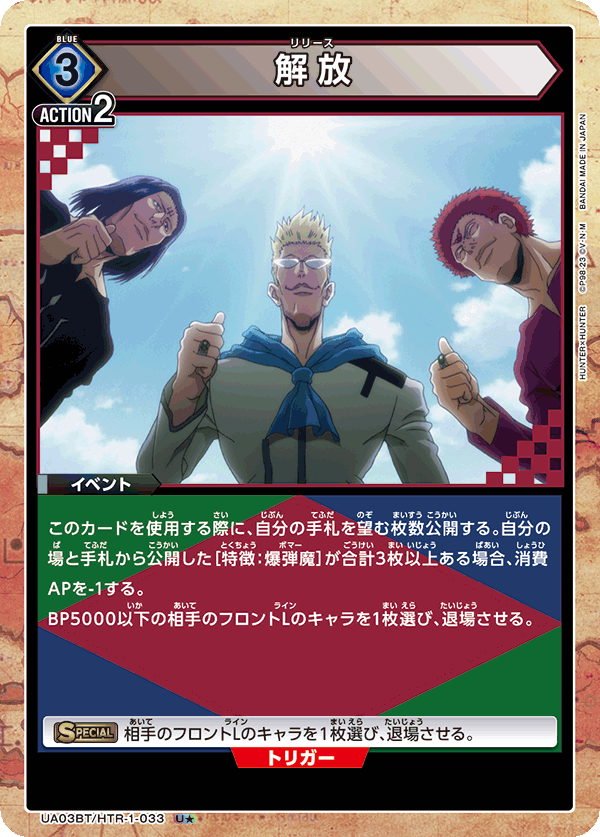 BLUE
3
リリース
解放
ACTION2
BANDAI MADE IN JAPAN
©P98-23 ©V・N・M
HUNTER×HUNTER
イベント
このカードを使用する際に、自分の手札を望む枚数公開する。自分の
場と手札から公開した[特徴:爆弾魔]が合計3枚以上ある場合、消費
APを-1する。
BP5000以下の相手のフロントLのキャラを1枚選び、退場させる。
SPECIAL 相手のフロントLのキャラを1枚選び、退場させる。
トリガー
UA03BT/HTR-1-033 U★